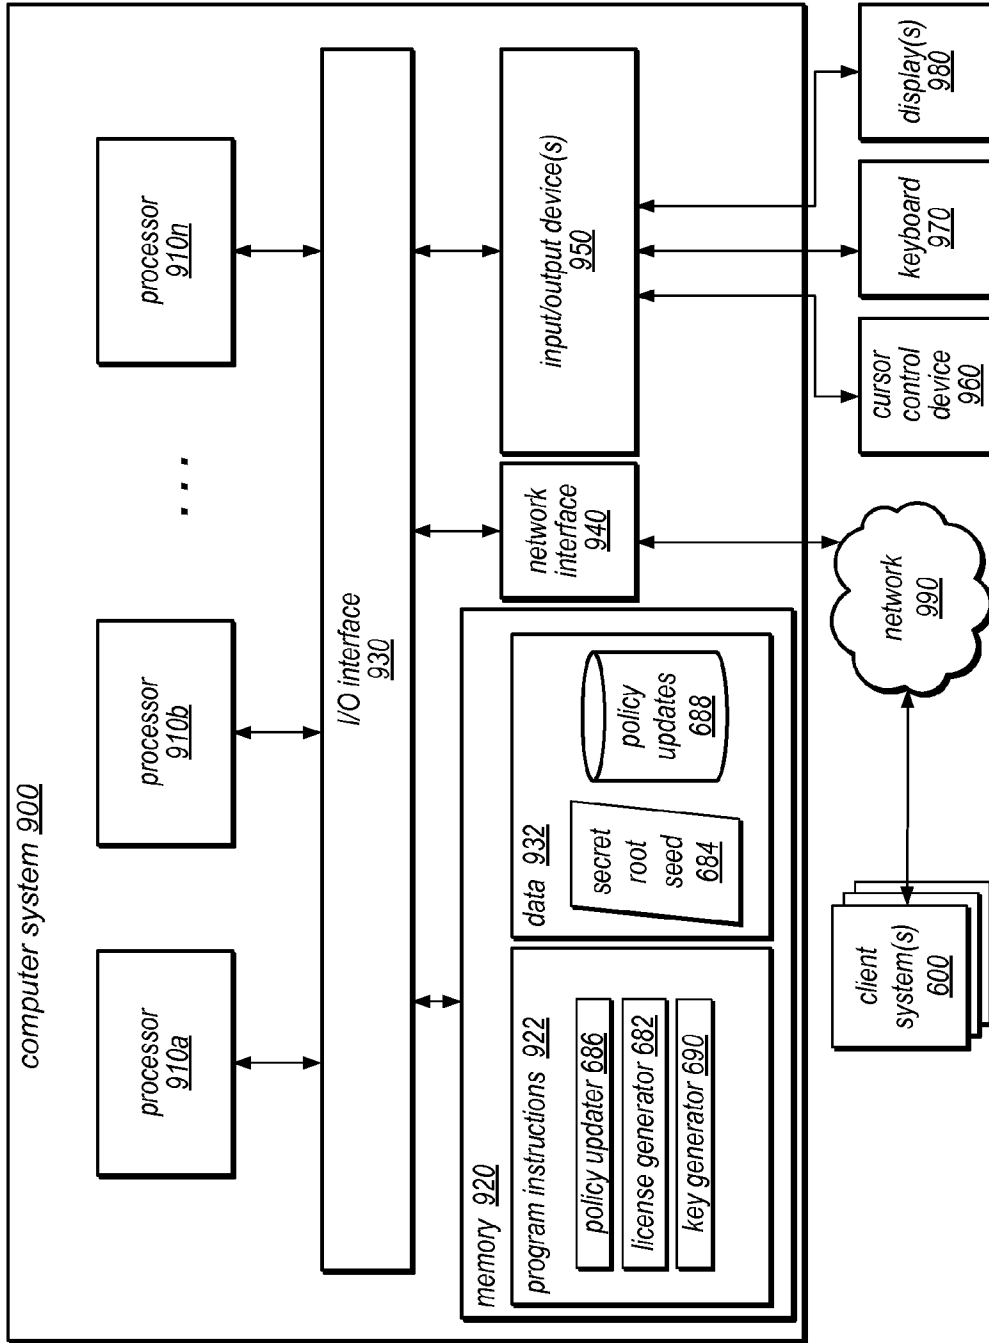 computer system 900
processor
910a
processor
910b
. . .
processor
910n
I/O interface
930
memory 920
program instructions 922
policy updater 686
license generator 682
key generator 690
data 932
secret
root
seed
684
policy
updates
688
network
interface
940
input/output device(s)
950
client
system(s)
600
network
990
cursor
control
device
960
keyboard
970
display(s)
980